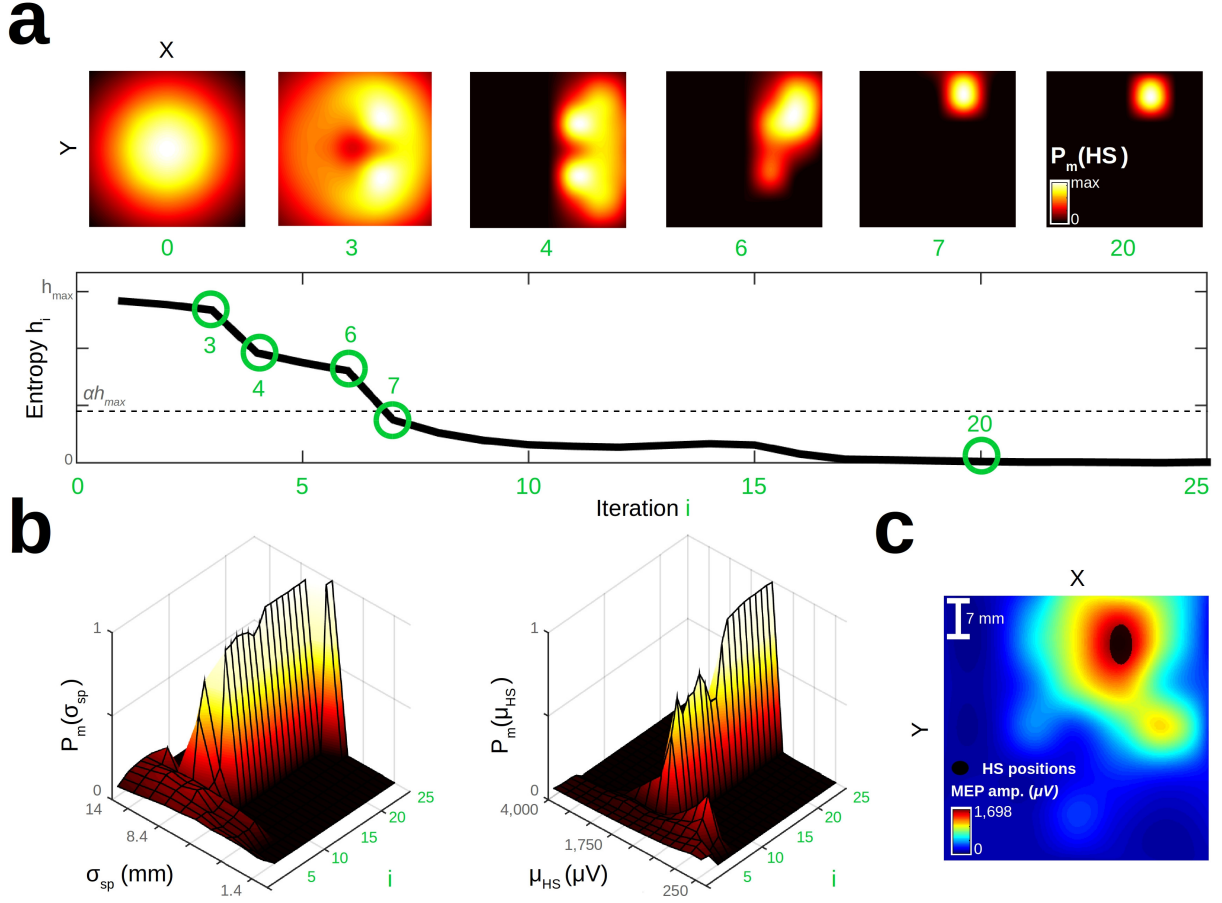 a
X
Y
P_m(HS)
max
0
0 3 4 6 7 20
h_max
Entropy h_i
αh_max
0
3
4
6
7
20
0 5 10 15 25
Iteration i
b
P_m(σ_sp)
1
0
14
8.4
1.4
σ_sp (mm)
5
10
15
20
25
i
P_m(μ_HS)
1
0
4,000
1,750
250
μ_HS (μV)
5
10
15
20
25
i
c
X
Y
7 mm
HS positions
MEP amp. (μV)
1,698
0